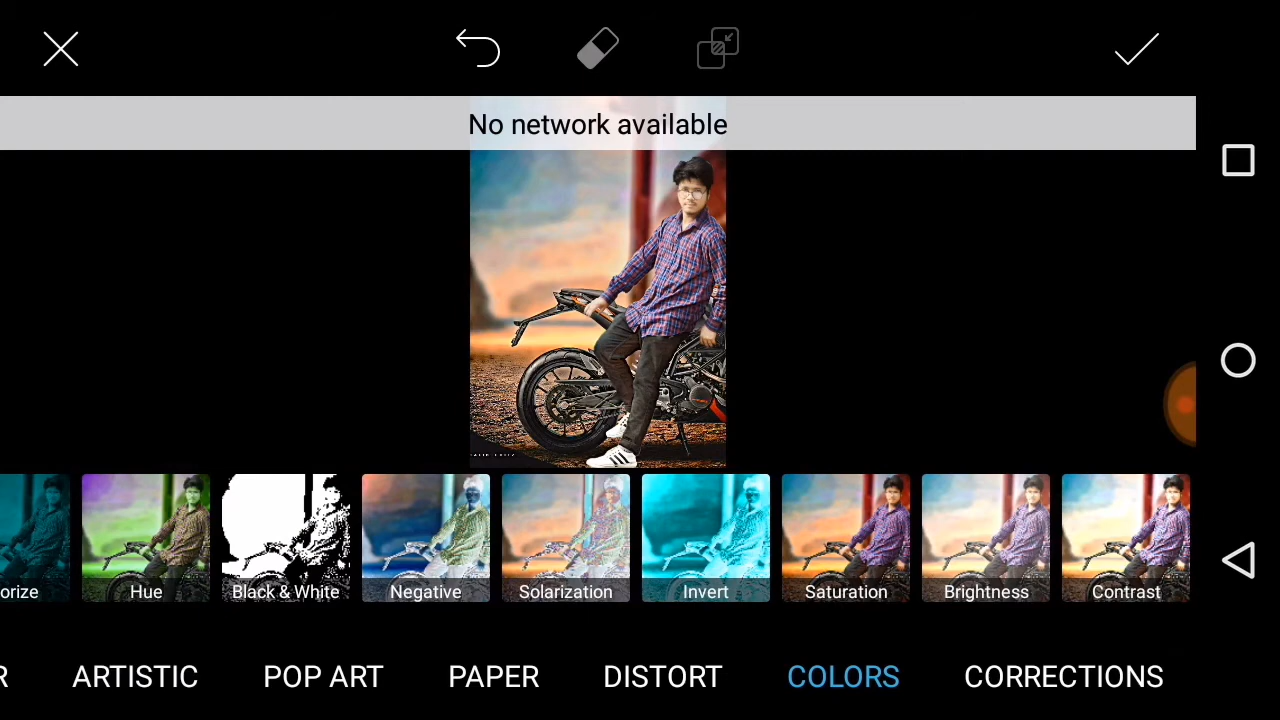 No network available
orize
Hue
Black & White
Negative
Solarization
Invert
Saturation
Brightness
Contrast
R
ARTISTIC
POP ART
PAPER
DISTORT
COLORS
CORRECTIONS